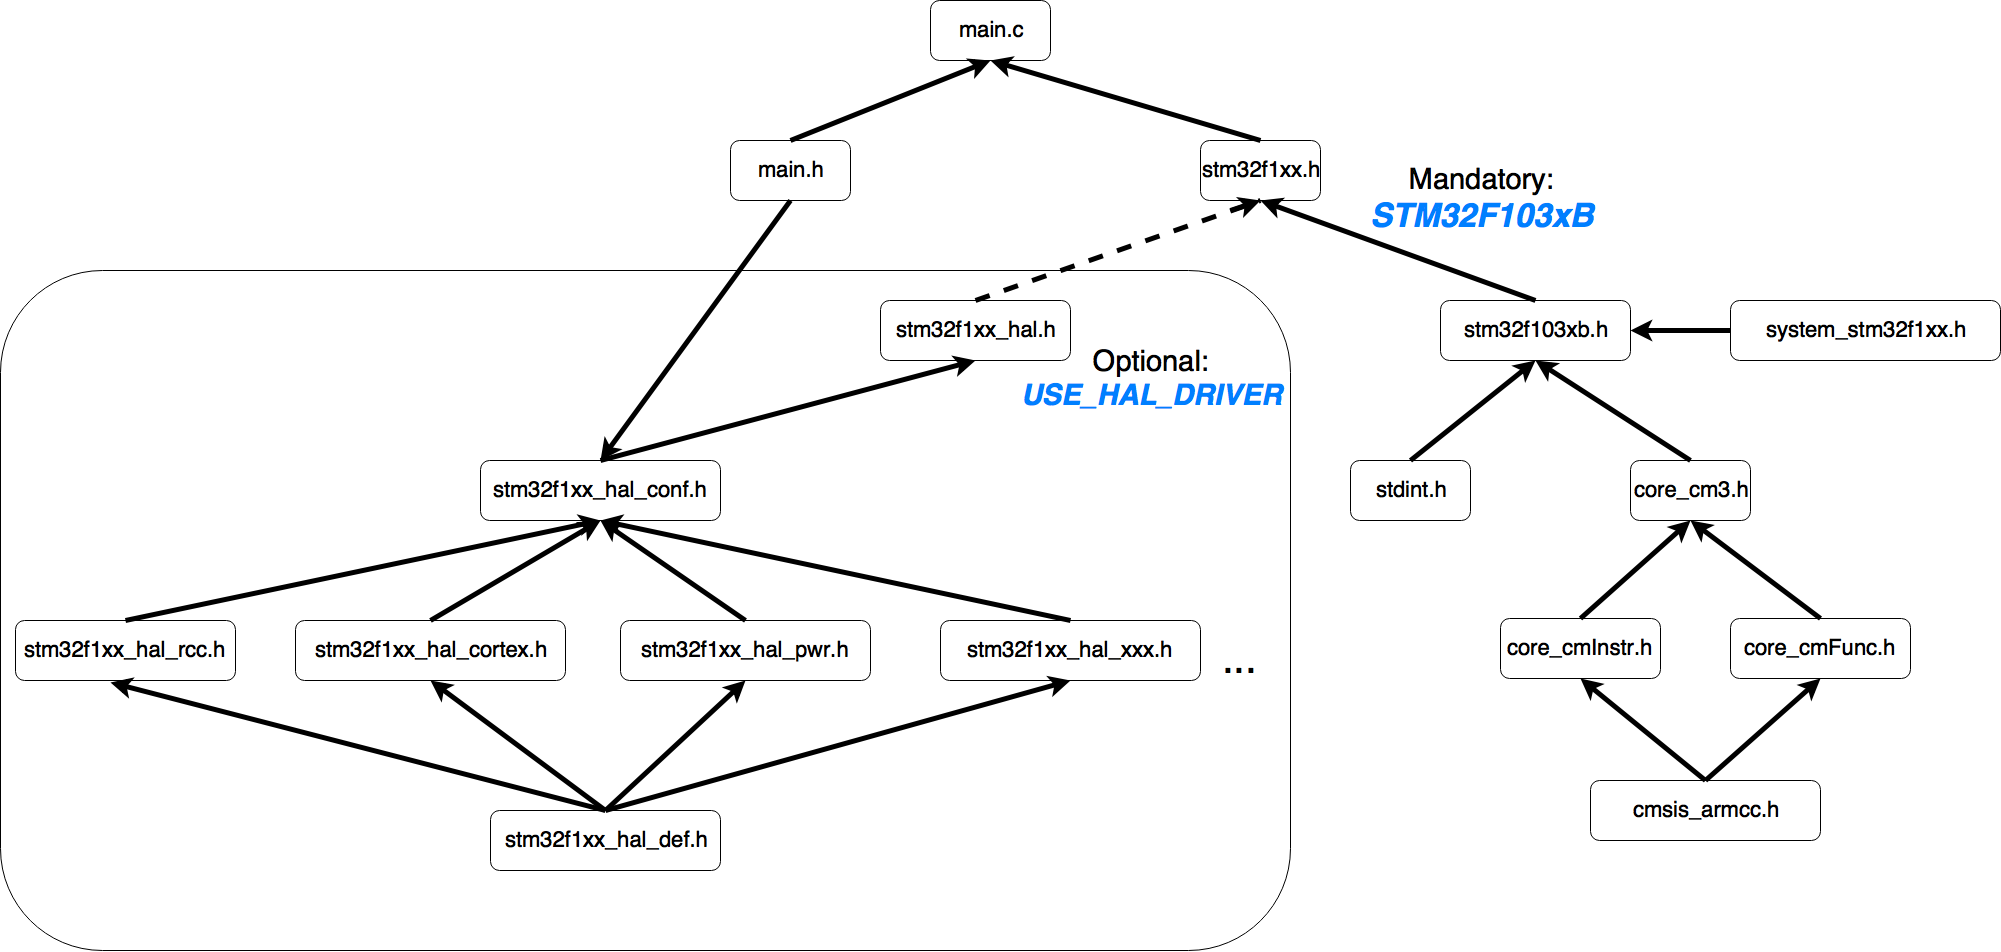 main.c
main.h
stm32f1xx.h
Mandatory:
STM32F103xB
stm32f1xx_hal.h
stm32f103xb.h
system_stm32f1xx.h
Optional:
USE_HAL_DRIVER
stm32f1xx_hal_conf.h
stdint.h
core_cm3.h
stm32f1xx_hal_rcc.h
stm32f1xx_hal_cortex.h
stm32f1xx_hal_pwr.h
stm32f1xx_hal_xxx.h
...
core_cmInstr.h
core_cmFunc.h
stm32f1xx_hal_def.h
cmsis_armcc.h